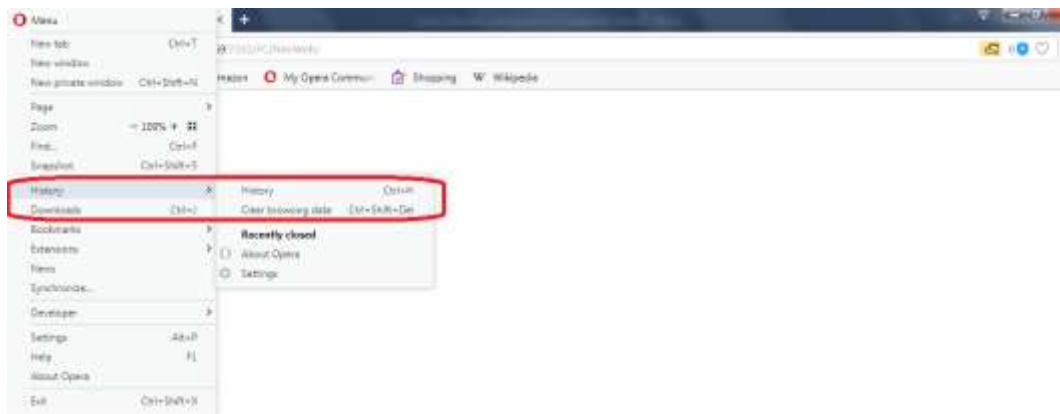 Menu
New tab Ctrl+T
New window
New private window Ctrl+Shift+N
Page
Zoom − 100% +
Find... Ctrl+F
Snapshot Ctrl+Shift+S
History
Downloads Ctrl+J
Bookmarks
Extensions
News
Synchronize...
Developer
Settings Alt+P
Help F1
About Opera
Exit Ctrl+Shift+X
My Opera
Shopping
W Wikipedia
History Ctrl+H
Clear browsing data Ctrl+Shift+Del
Recently closed
About Opera
Settings